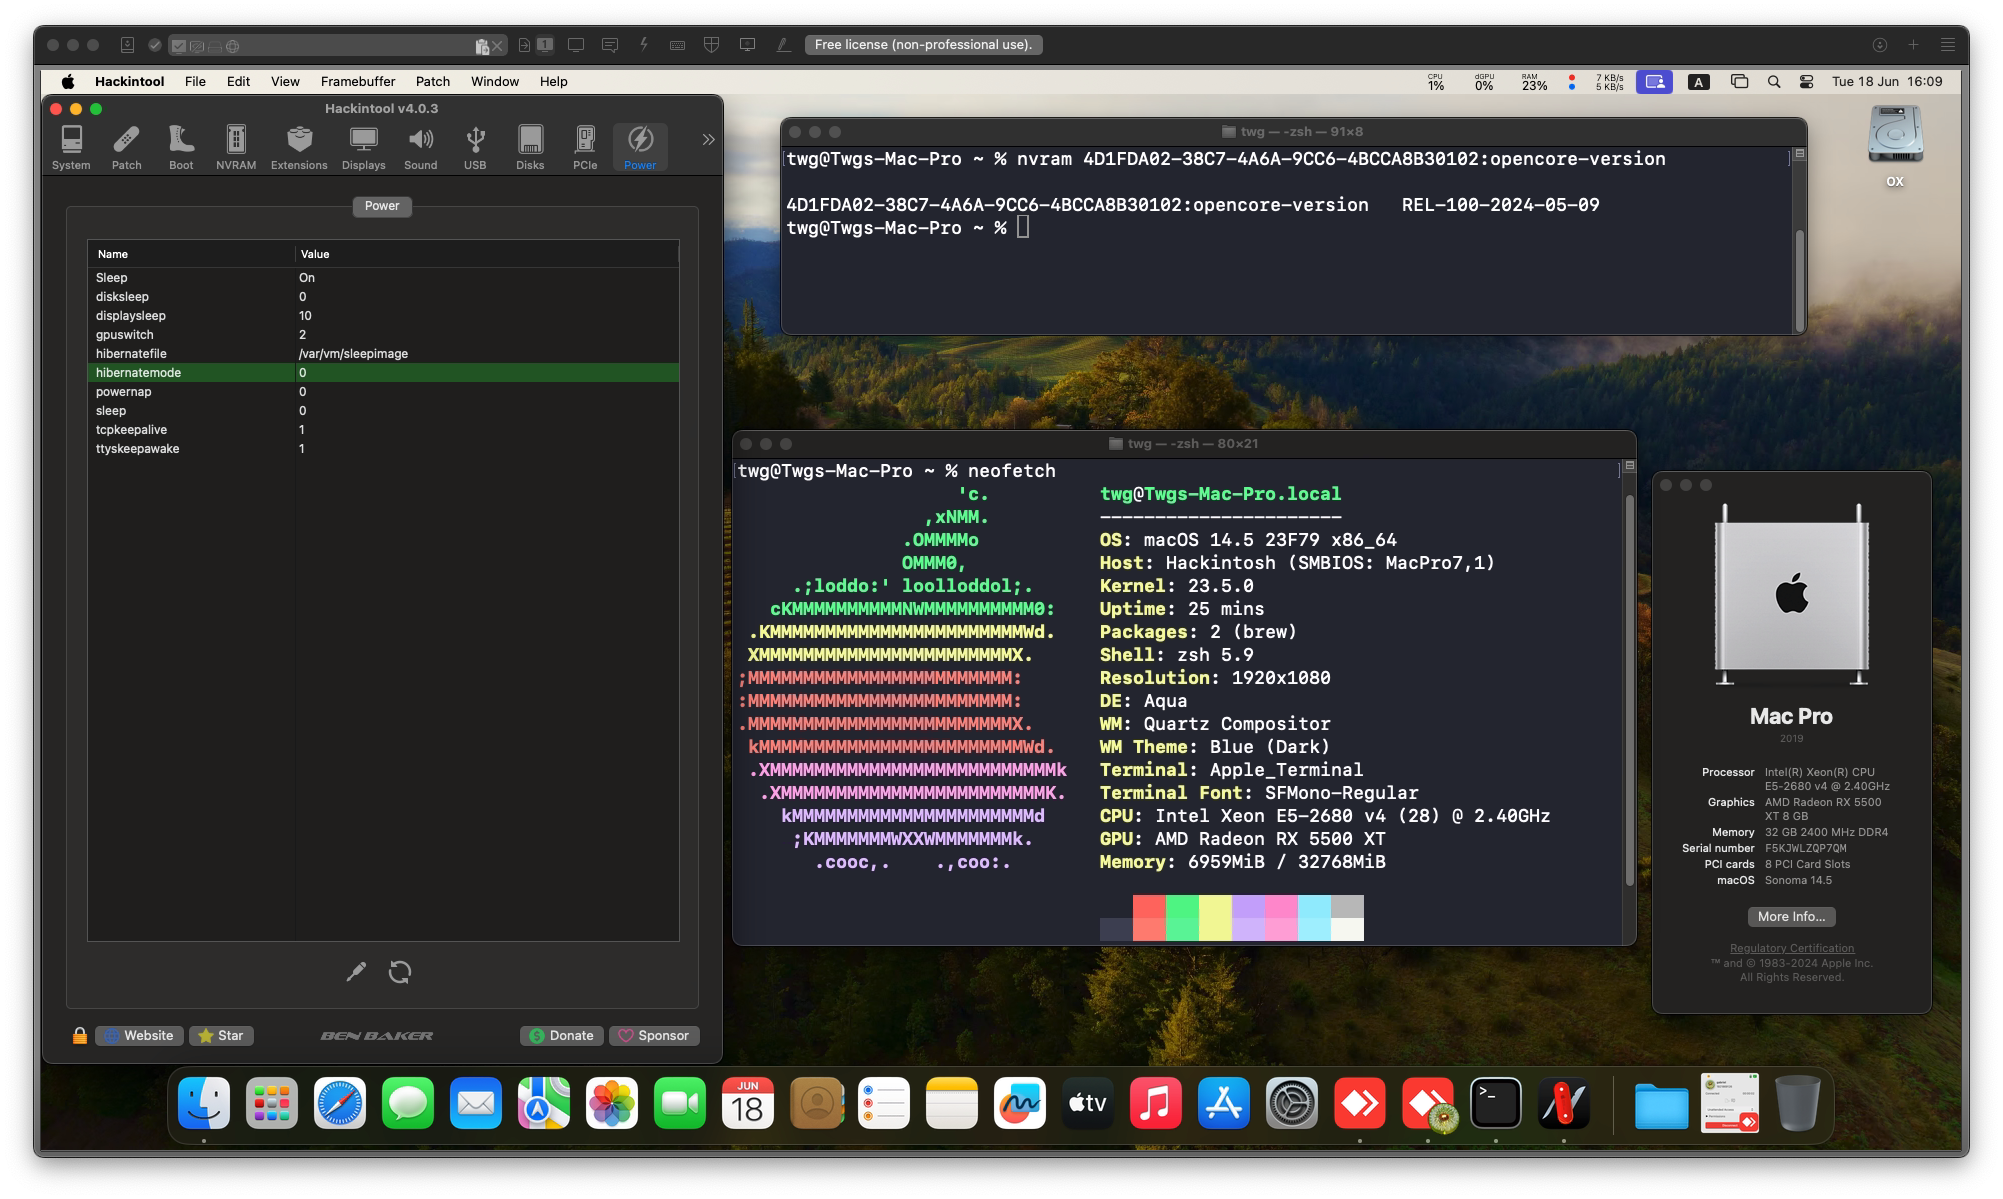 1
Free license (non-professional use).
Hackintool File Edit View Framebuffer Patch Window Help
CPU 1% dGPU 0% RAM 23% 7 KB/s 5 KB/s A Tue 18 Jun 16:09
Hackintool v4.0.3
System Patch Boot NVRAM Extensions Displays Sound USB Disks PCIe Power
Power
Name Value
Sleep On
disksleep 0
displaysleep 10
gpuswitch 2
hibernatefile /var/vm/sleepimage
hibernatemode 0
powernap 0
sleep 0
tcpkeepalive 1
ttyskeepawake 1
Website Star BEN BAKER Donate Sponsor
twg — -zsh — 91×8
twg@Twgs-Mac-Pro ~ % nvram 4D1FDA02-38C7-4A6A-9CC6-4BCCA8B30102:opencore-version
4D1FDA02-38C7-4A6A-9CC6-4BCCA8B30102:opencore-version REL-100-2024-05-09
twg@Twgs-Mac-Pro ~ %
OX
twg — -zsh — 80×21
twg@Twgs-Mac-Pro ~ % neofetch
'c. twg@Twgs-Mac-Pro.local
,xNMM. ----------------------
.OMMMMo OS: macOS 14.5 23F79 x86_64
OMMM0, Host: Hackintosh (SMBIOS: MacPro7,1)
.;loddo:' loolloddol;. Kernel: 23.5.0
cKMMMMMMMMMMNWMMMMMMMMMM0: Uptime: 25 mins
.KMMMMMMMMMMMMMMMMMMMMMMMWd. Packages: 2 (brew)
XMMMMMMMMMMMMMMMMMMMMMMMX. Shell: zsh 5.9
;MMMMMMMMMMMMMMMMMMMMMMMM: Resolution: 1920x1080
:MMMMMMMMMMMMMMMMMMMMMMMM: DE: Aqua
.MMMMMMMMMMMMMMMMMMMMMMMMX. WM: Quartz Compositor
kMMMMMMMMMMMMMMMMMMMMMMMMWd. WM Theme: Blue (Dark)
.XMMMMMMMMMMMMMMMMMMMMMMMMMMk Terminal: Apple_Terminal
.XMMMMMMMMMMMMMMMMMMMMMMMMK. Terminal Font: SFMono-Regular
kMMMMMMMMMMMMMMMMMMMMMMd CPU: Intel Xeon E5-2680 v4 (28) @ 2.40GHz
;KMMMMMMMWXXWMMMMMMMk. GPU: AMD Radeon RX 5500 XT
.cooc,. .,coo:. Memory: 6959MiB / 32768MiB
Mac Pro
2019
Processor Intel(R) Xeon(R) CPU
E5-2680 v4 @ 2.40GHz
Graphics AMD Radeon RX 5500
XT 8 GB
Memory 32 GB 2400 MHz DDR4
Serial number F5KJWLZQP7QM
PCI cards 8 PCI Card Slots
macOS Sonoma 14.5
More Info...
Regulatory Certification
™ and © 1983-2024 Apple Inc.
All Rights Reserved.
JUN
18
tv
>_